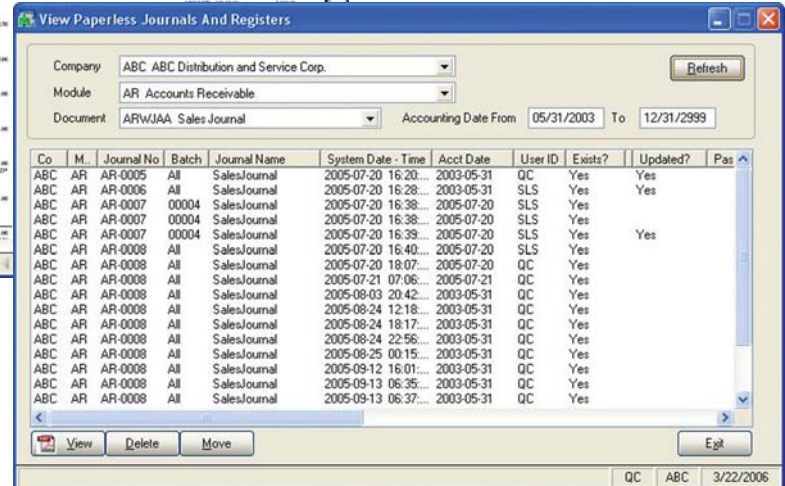 View Paperless Journals And Registers
Company ABC ABC Distribution and Service Corp. Refresh
Module AR Accounts Receivable
Document ARWJAA Sales Journal Accounting Date From 05/31/2003 To 12/31/2999
Co M... Journal No Batch Journal Name System Date - Time Acct Date User ID Exists? Updated? Pas
ABC AR AR-0005 All SalesJournal 2005-07-20 16:20:... 2003-05-31 QC Yes Yes
ABC AR AR-0006 All SalesJournal 2005-07-20 16:28:... 2003-05-31 SLS Yes Yes
ABC AR AR-0007 00004 SalesJournal 2005-07-20 16:38:... 2005-07-20 SLS Yes
ABC AR AR-0007 00004 SalesJournal 2005-07-20 16:38:... 2005-07-20 SLS Yes
ABC AR AR-0007 00004 SalesJournal 2005-07-20 16:39:... 2005-07-20 SLS Yes Yes
ABC AR AR-0008 All SalesJournal 2005-07-20 16:40:... 2005-07-20 SLS Yes
ABC AR AR-0008 All SalesJournal 2005-07-20 18:07:... 2005-07-20 QC Yes
ABC AR AR-0008 All SalesJournal 2005-07-21 07:06:... 2005-07-21 QC Yes
ABC AR AR-0008 All SalesJournal 2005-08-03 20:42:... 2003-05-31 QC Yes
ABC AR AR-0008 All SalesJournal 2005-08-24 12:18:... 2003-05-31 QC Yes
ABC AR AR-0008 All SalesJournal 2005-08-24 18:17:... 2003-05-31 QC Yes
ABC AR AR-0008 All SalesJournal 2005-08-24 22:56:... 2003-05-31 QC Yes
ABC AR AR-0008 All SalesJournal 2005-08-25 00:15:... 2003-05-31 QC Yes
ABC AR AR-0008 All SalesJournal 2005-09-12 16:01:... 2003-05-31 QC Yes
ABC AR AR-0008 All SalesJournal 2005-09-13 06:35:... 2003-05-31 QC Yes
ABC AR AR-0008 All SalesJournal 2005-09-13 06:37:... 2003-05-31 QC Yes
View Delete Move Exit
QC ABC 3/22/2006